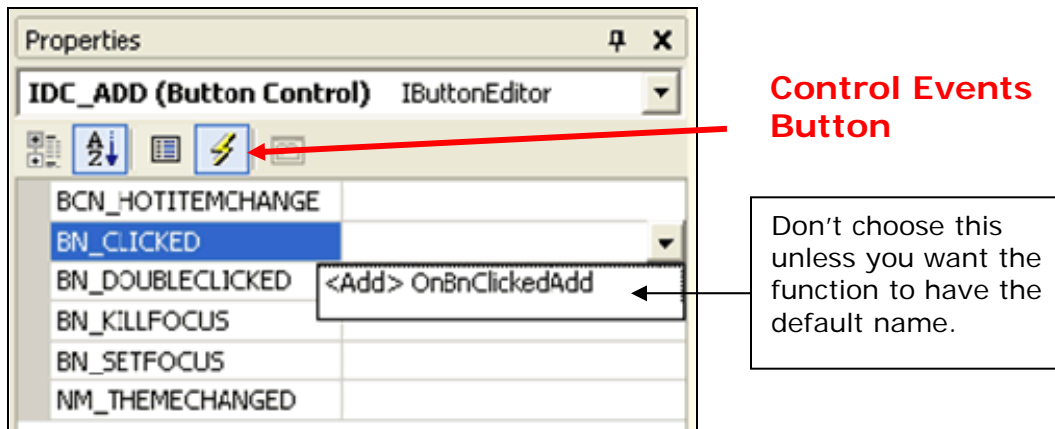 Properties
IDC_ADD (Button Control) IButtonEditor
Control Events
Button
BCN_HOTITEMCHANGE
BN_CLICKED
BN_DOUBLECLICKED
<Add> OnBnClickedAdd
BN_KILLFOCUS
BN_SETFOCUS
NM_THEMECHANGED
Don’t choose this
unless you want the
function to have the
default name.